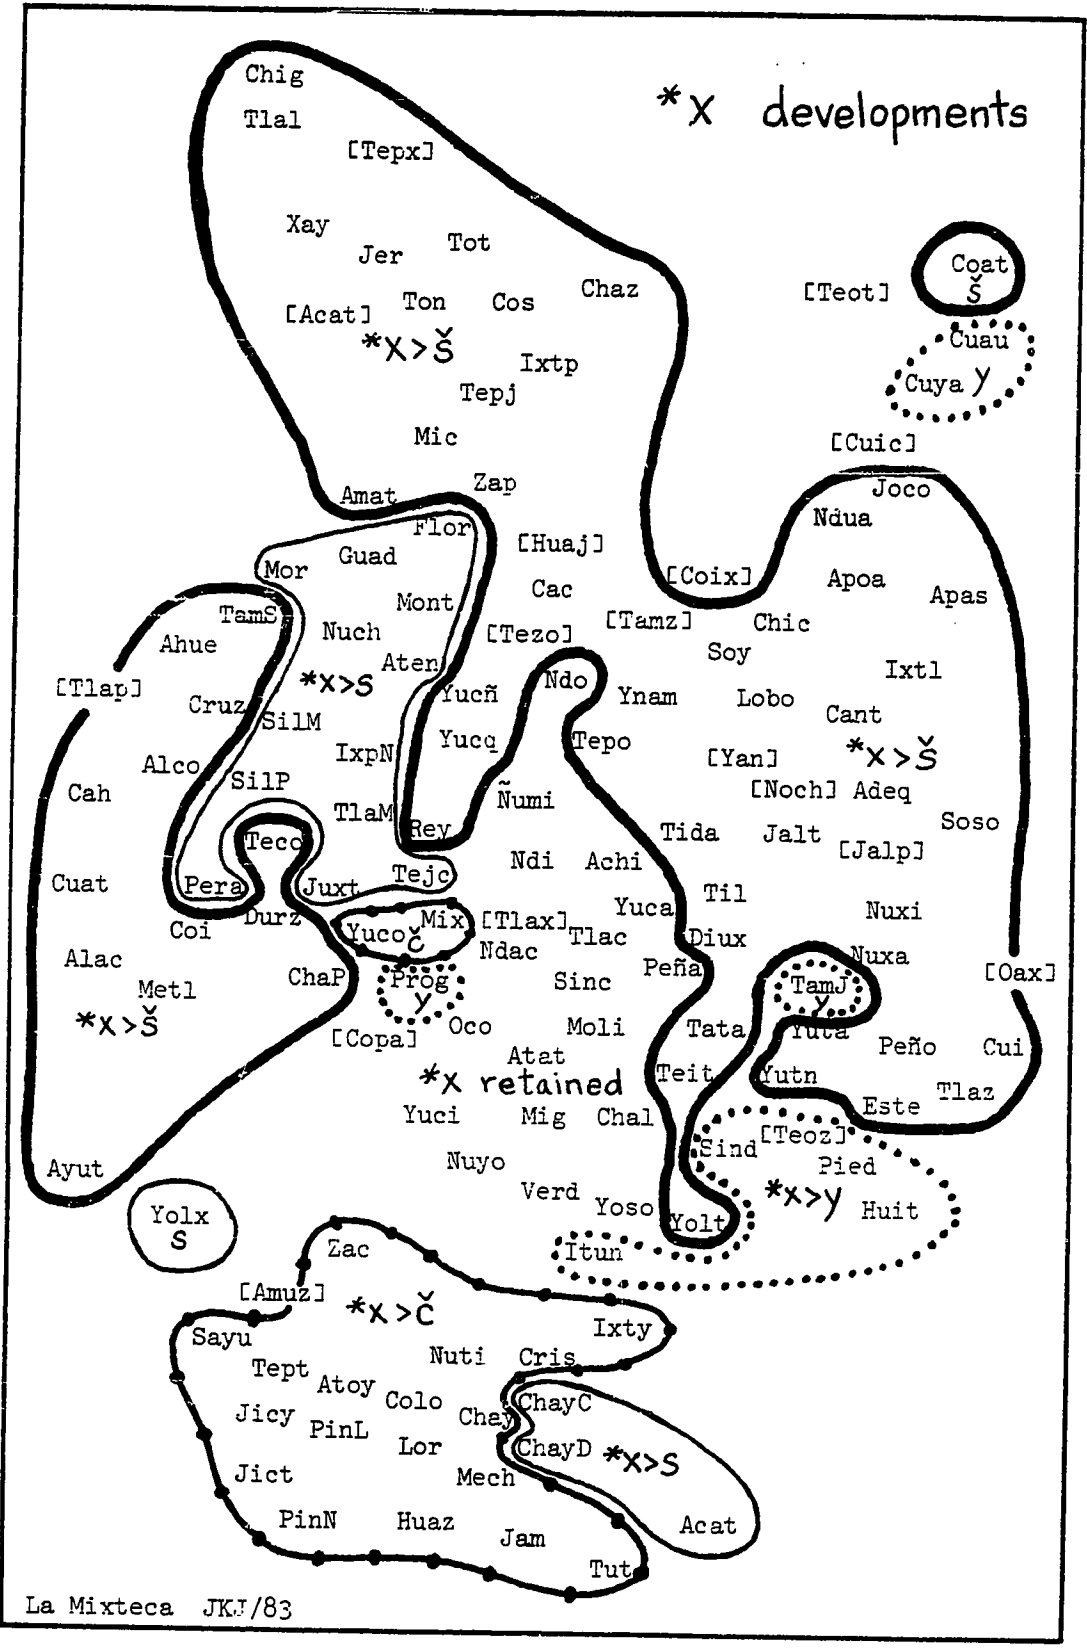 *x developments
Chig
Tlal
[Tepx]
Xay
Jer
Tot
Chaz
[Acat]
Ton
Cos
*x>š
Ixtp
Tepj
Mic
Zap
Amat
Coat
š
[Teot]
Cuau
Cuya y
[Cuic]
Joco
Ndua
Flor
Guad
Mor
[Huaj]
[Coix]
Apoa
Apas
Cac
Mont
TamS
Nuch
[Tezo]
[Tamz]
Chic
Ahue
Aten
Soy
Ixtl
*x>s
[Tlap]
Yucñ
Ndo
Ynam
Lobo
Cant
Cruz
SilM
IxpN
Yucq
Tepo
[Yan]
*x>š
Alco
SilP
Cah
Ñumi
[Noch] Adeq
TlaM
Rey
Tida
Jalt
Soso
[Jalp]
Teco
Ndi
Achi
Cuat
Pera
Juxt
Tejc
Yuca
Til
Nuxi
Coi
Durz
Yuco
č
Mix
[Tlax]
Tlac
Diux
Ndac
Nuxa
Alac
Metl
ChaP
Prog
y
Sinc
Peña
TamJ
y
[Oax]
*x>š
[Copa]
Oco
Moli
Tata
Yuta
Peño
Cui
Atat
*x retained
Teit
Yutn
Tlaz
Este
Yuci
Mig
Chal
Sind
[Teoz]
Pied
Ayut
Nuyo
Verd
Yoso
*x>y
Huit
Yolt
Yolx
s
Itun
Zac
[Amuz]
*x>č
Ixty
Sayu
Nuti
Cris
Tept
Atoy
Colo
ChayC
Jicy
PinL
Chay
Lor
ChayD
*x>s
Jict
Mech
PinN
Huaz
Jam
Acat
Tut
La Mixteca JKJ/83